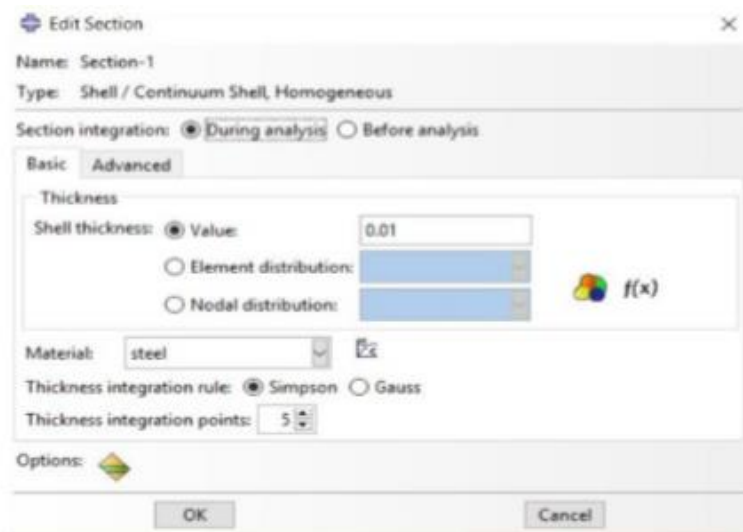 Edit Section
Name: Section-1
Type: Shell / Continuum Shell, Homogeneous
Section integration: During analysis Before analysis
Basic Advanced
Thickness
Shell thickness: Value: 0.01
Element distribution:
Nodal distribution:
f(x)
Material: steel
Thickness integration rule: Simpson Gauss
Thickness integration points: 5
Options:
OK Cancel